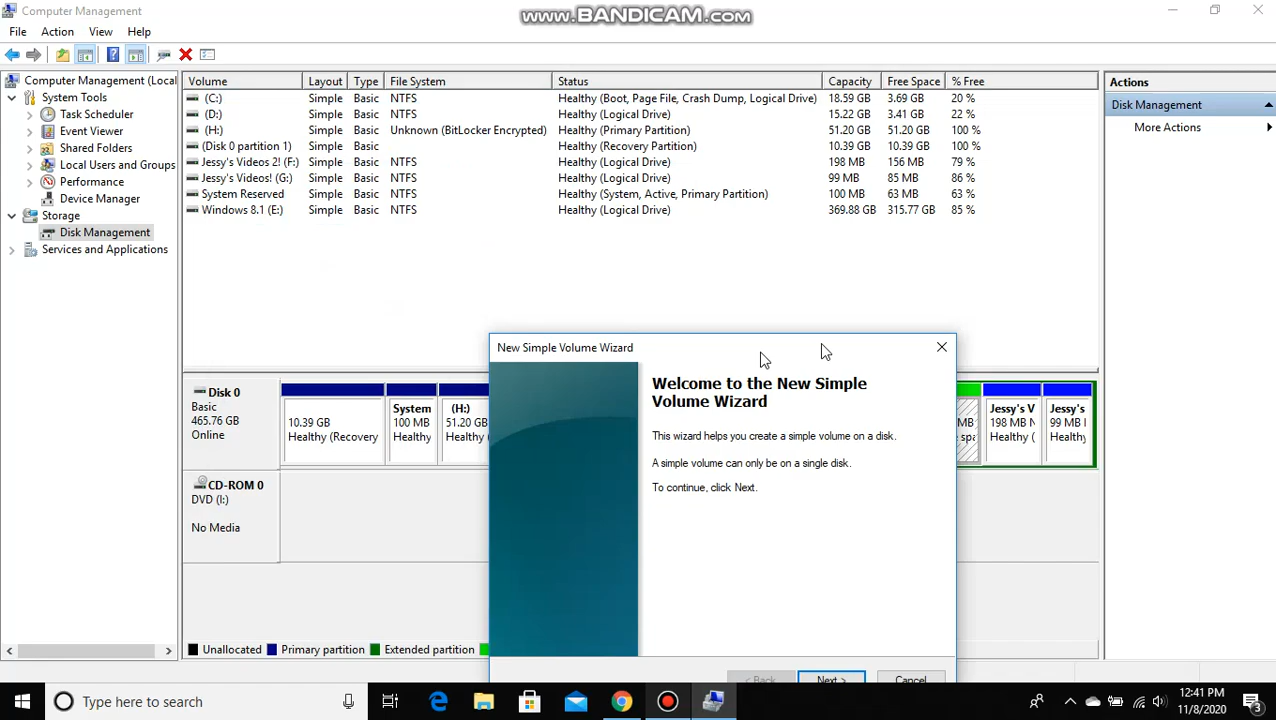 Computer Management
www.BANDICAM.com
File Action View Help
Computer Management (Local
System Tools
Task Scheduler
Event Viewer
Shared Folders
Local Users and Groups
Performance
Device Manager
Storage
Disk Management
Services and Applications
Volume Layout Type File System Status Capacity Free Space % Free
(C:) Simple Basic NTFS Healthy (Boot, Page File, Crash Dump, Logical Drive) 18.59 GB 3.69 GB 20 %
(D:) Simple Basic NTFS Healthy (Logical Drive) 15.22 GB 3.41 GB 22 %
(H:) Simple Basic Unknown (BitLocker Encrypted) Healthy (Primary Partition) 51.20 GB 51.20 GB 100 %
(Disk 0 partition 1) Simple Basic Healthy (Recovery Partition) 10.39 GB 10.39 GB 100 %
Jessy's Videos 2! (F:) Simple Basic NTFS Healthy (Logical Drive) 198 MB 156 MB 79 %
Jessy's Videos! (G:) Simple Basic NTFS Healthy (Logical Drive) 99 MB 85 MB 86 %
System Reserved Simple Basic NTFS Healthy (System, Active, Primary Partition) 100 MB 63 MB 63 %
Windows 8.1 (E:) Simple Basic NTFS Healthy (Logical Drive) 369.88 GB 315.77 GB 85 %
Actions
Disk Management
More Actions
Disk 0
Basic
465.76 GB
Online
10.39 GB
Healthy (Recovery
System
100 MB
Healthy
(H:)
51.20 GB
Healthy
MB
e spa
Jessy's V
198 MB N
Healthy (
Jessy's
99 MB
Healthy
CD-ROM 0
DVD (I:)
No Media
Unallocated Primary partition Extended partition
New Simple Volume Wizard
Welcome to the New Simple
Volume Wizard
This wizard helps you create a simple volume on a disk.
A simple volume can only be on a single disk.
To continue, click Next.
< Back Next > Cancel
Type here to search
12:41 PM
11/8/2020
3